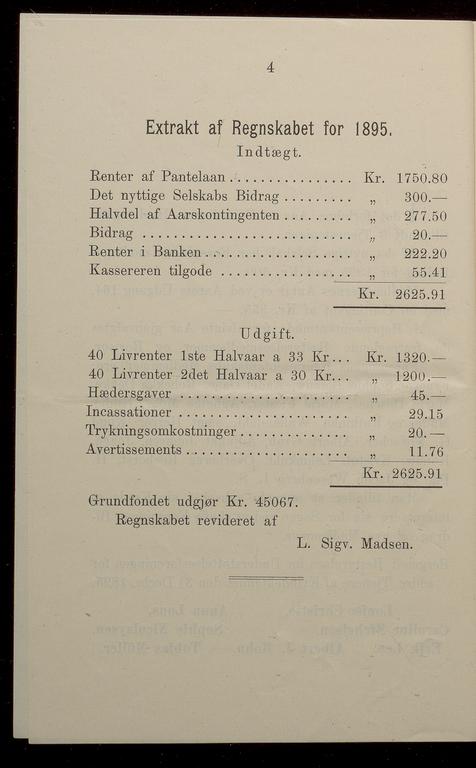 4
Extrakt af Regnskabet for 1895.
Indtægt.
Renter af Pantelaan ............... Kr. 1750.80
Det nyttige Selskabs Bidrag ......... „ 300.—
Halvdel af Aarskontingenten ......... „ 277.50
Bidrag ............................ „ 20.—
Renter i Banken .................. „ 222.20
Kassereren tilgode ................. „ 55.41
Kr. 2625.91
Udgift.
40 Livrenter 1ste Halvaar a 33 Kr... Kr. 1320.—
40 Livrenter 2det Halvaar a 30 Kr... „ 1200.—
Hædersgaver ...................... „ 45.—
Incassationer ...................... „ 29.15
Trykningsomkostninger .............. „ 20.—
Avertissements ..................... „ 11.76
Kr. 2625.91
Grundfondet udgjør Kr. 45067.
Regnskabet revideret af
L. Sigv. Madsen.